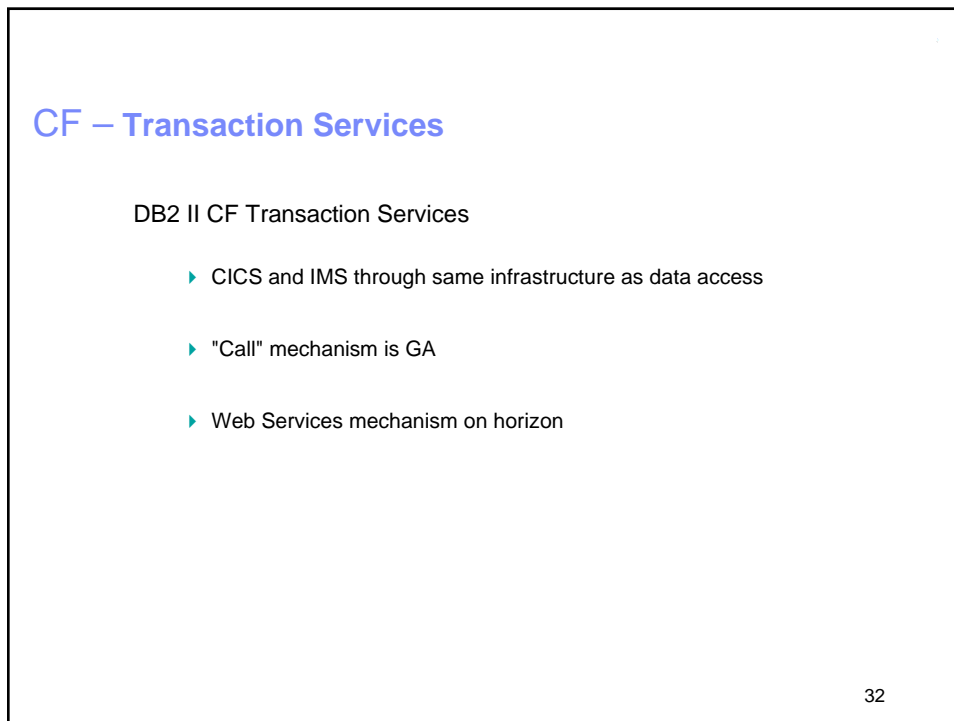 CF – Transaction Services
DB2 II CF Transaction Services
CICS and IMS through same infrastructure as data access
"Call" mechanism is GA
Web Services mechanism on horizon
32